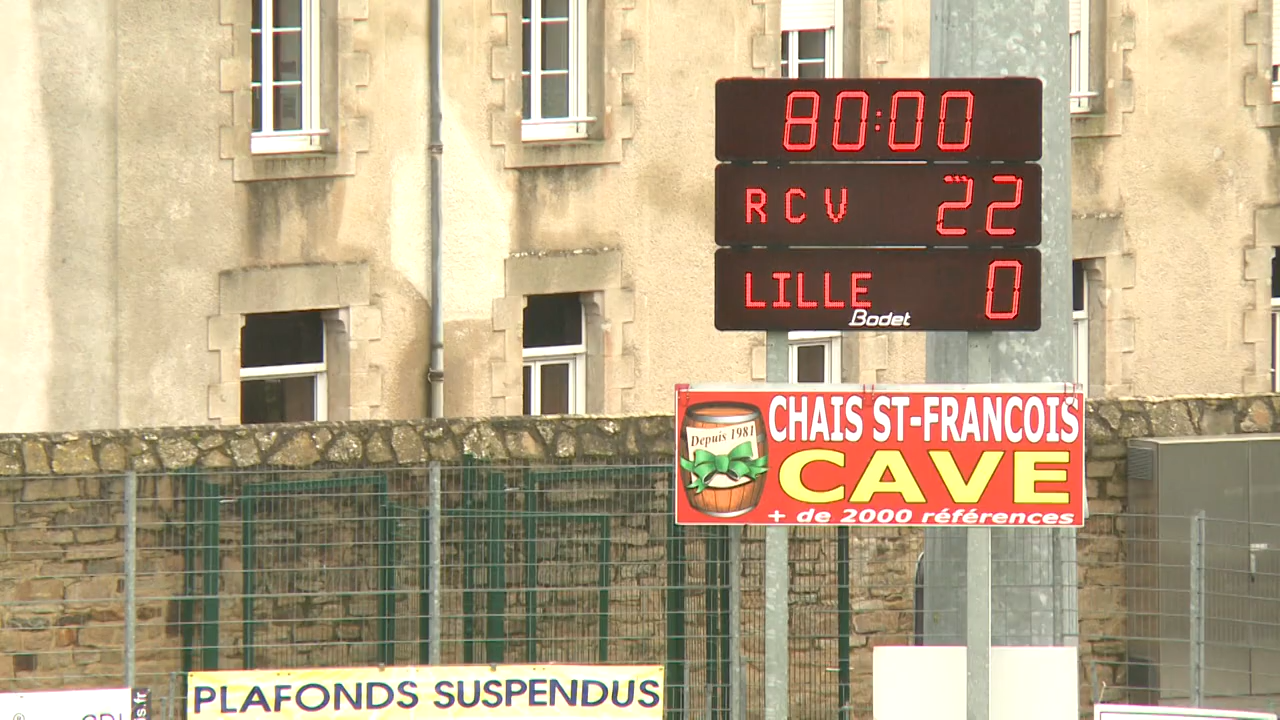 80:00
RCV 22
LILLE 0
Bodet
Depuis 1981
CHAIS ST-FRANCOIS
CAVE
+ de 2000 références
PLAFONDS SUSPENDUS